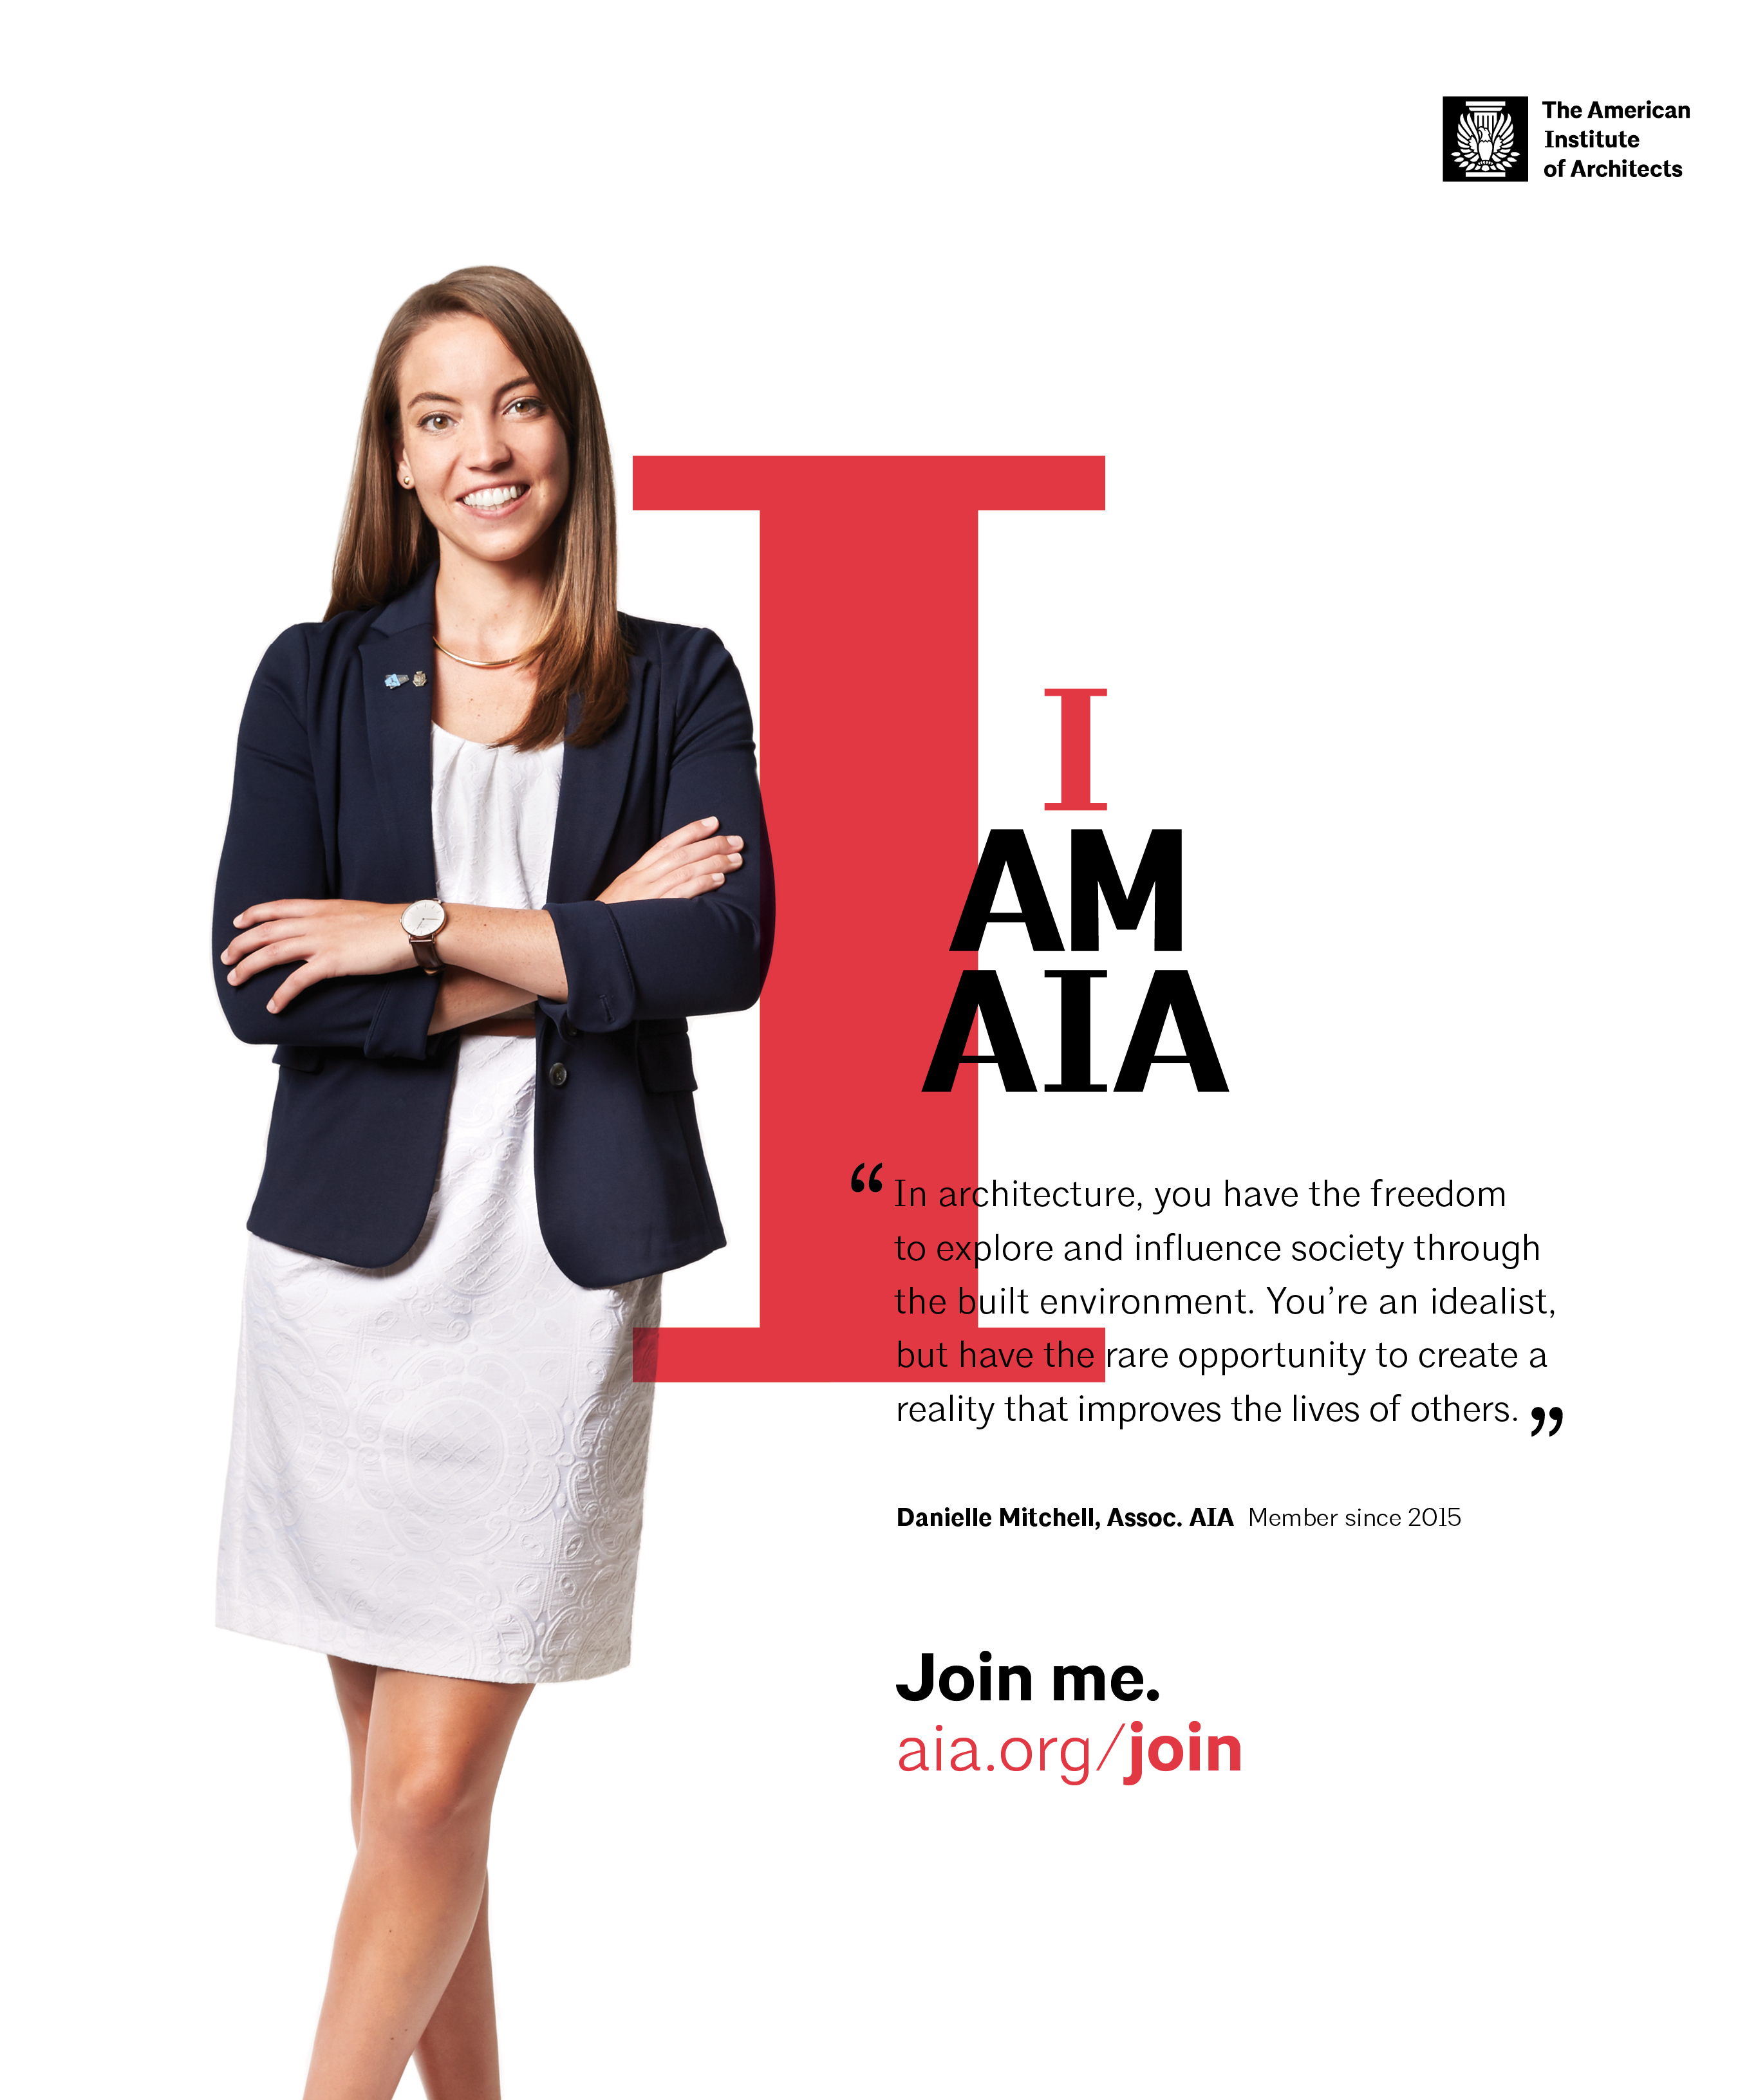 The American
Institute
of Architects
I
I
AM
AIA
“In architecture, you have the freedom
to explore and influence society through
the built environment. You’re an idealist,
but have the rare opportunity to create a
reality that improves the lives of others.”
Danielle Mitchell, Assoc. AIA Member since 2015
Join me.
aia.org/join